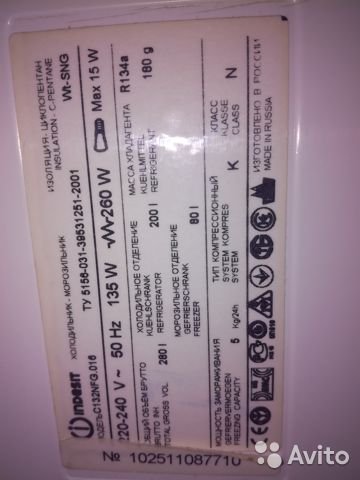 INDESIT
ХОЛОДИЛЬНИК - МОРОЗИЛЬНИК
ИЗОЛЯЦИЯ: ЦИКЛОПЕНТАН
INSULATION - C-PENTANE
МОДЕЛЬ C132NFG.016
ТУ 5156-031-39531251-2001
Wt-SNG
220-240 V ~ 50 Hz 135 W 260 W Max 15 W
ОБЩИЙ ОБЪЕМ БРУТТО
BRUTTO INH
TOTAL GROSS VOL
280 l
ХОЛОДИЛЬНОЕ ОТДЕЛЕНИЕ
KUEHLSCHRANK
REFRIGERATOR
200 l
МАССА ХЛАДАГЕНТА
KUEHLMITTEL
REFRIGERANT
R134a
180 g
МОРОЗИЛЬНОЕ ОТДЕЛЕНИЕ
GEFRIERSCHRANK
FREEZER
80 l
МОЩНОСТЬ ЗАМОРАЖИВАНИЯ
GEFRIERVERMOEGEN
FREEZING CAPACITY
5 Kg/24h
ТИП КОМПРЕССИОННЫЙ
SYSTEM KOMPRES
SYSTEM
K
КЛАСС
KLASSE
CLASS
N
№ 102511087710
ИЗГОТОВЛЕНО В РОССИИ
MADE IN RUSSIA
Avito